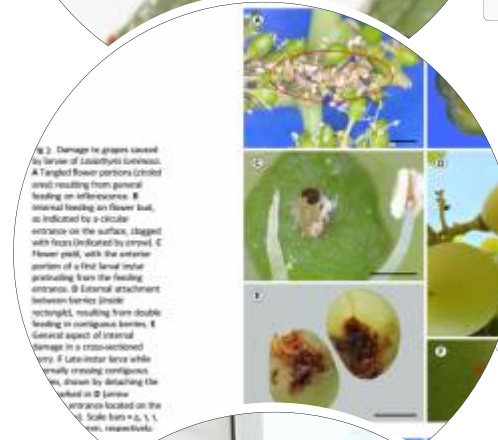 Damage to grapes caused
by larvae of Lasiothyris luminosa.
A Tangled flower portions (circled
area) resulting from general
feeding on inflorescence. B
Internal feeding on flower bud,
as indicated by a circular
entrance on the surface, clogged
with feces (indicated by arrow). C
Flower pistil, with the anterior
portion of a first larval instar
protruding from the feeding
entrance. D External attachment
between berries (inside
rectangle), resulting from double
feeding in contiguous berries. E
General aspect of internal
damage in a cross-sectioned
F Late-instar larva while
crossing contiguous
shown by detaching the
in D (arrow
entrance located on the
Scale bars =
respectively
A
C
D
E
F